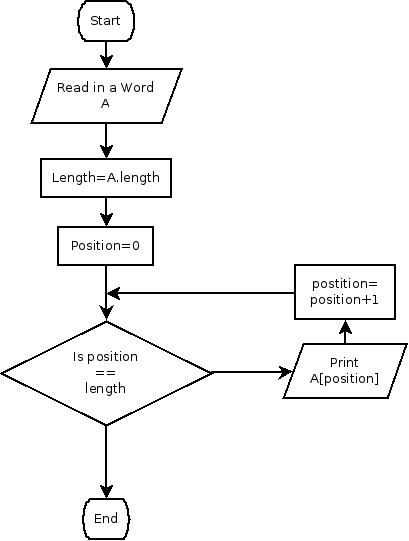 Start
Read in a Word
A
Length=A.length
Position=0
postition=
position+1
Is position
==
length
Print
A[position]
End